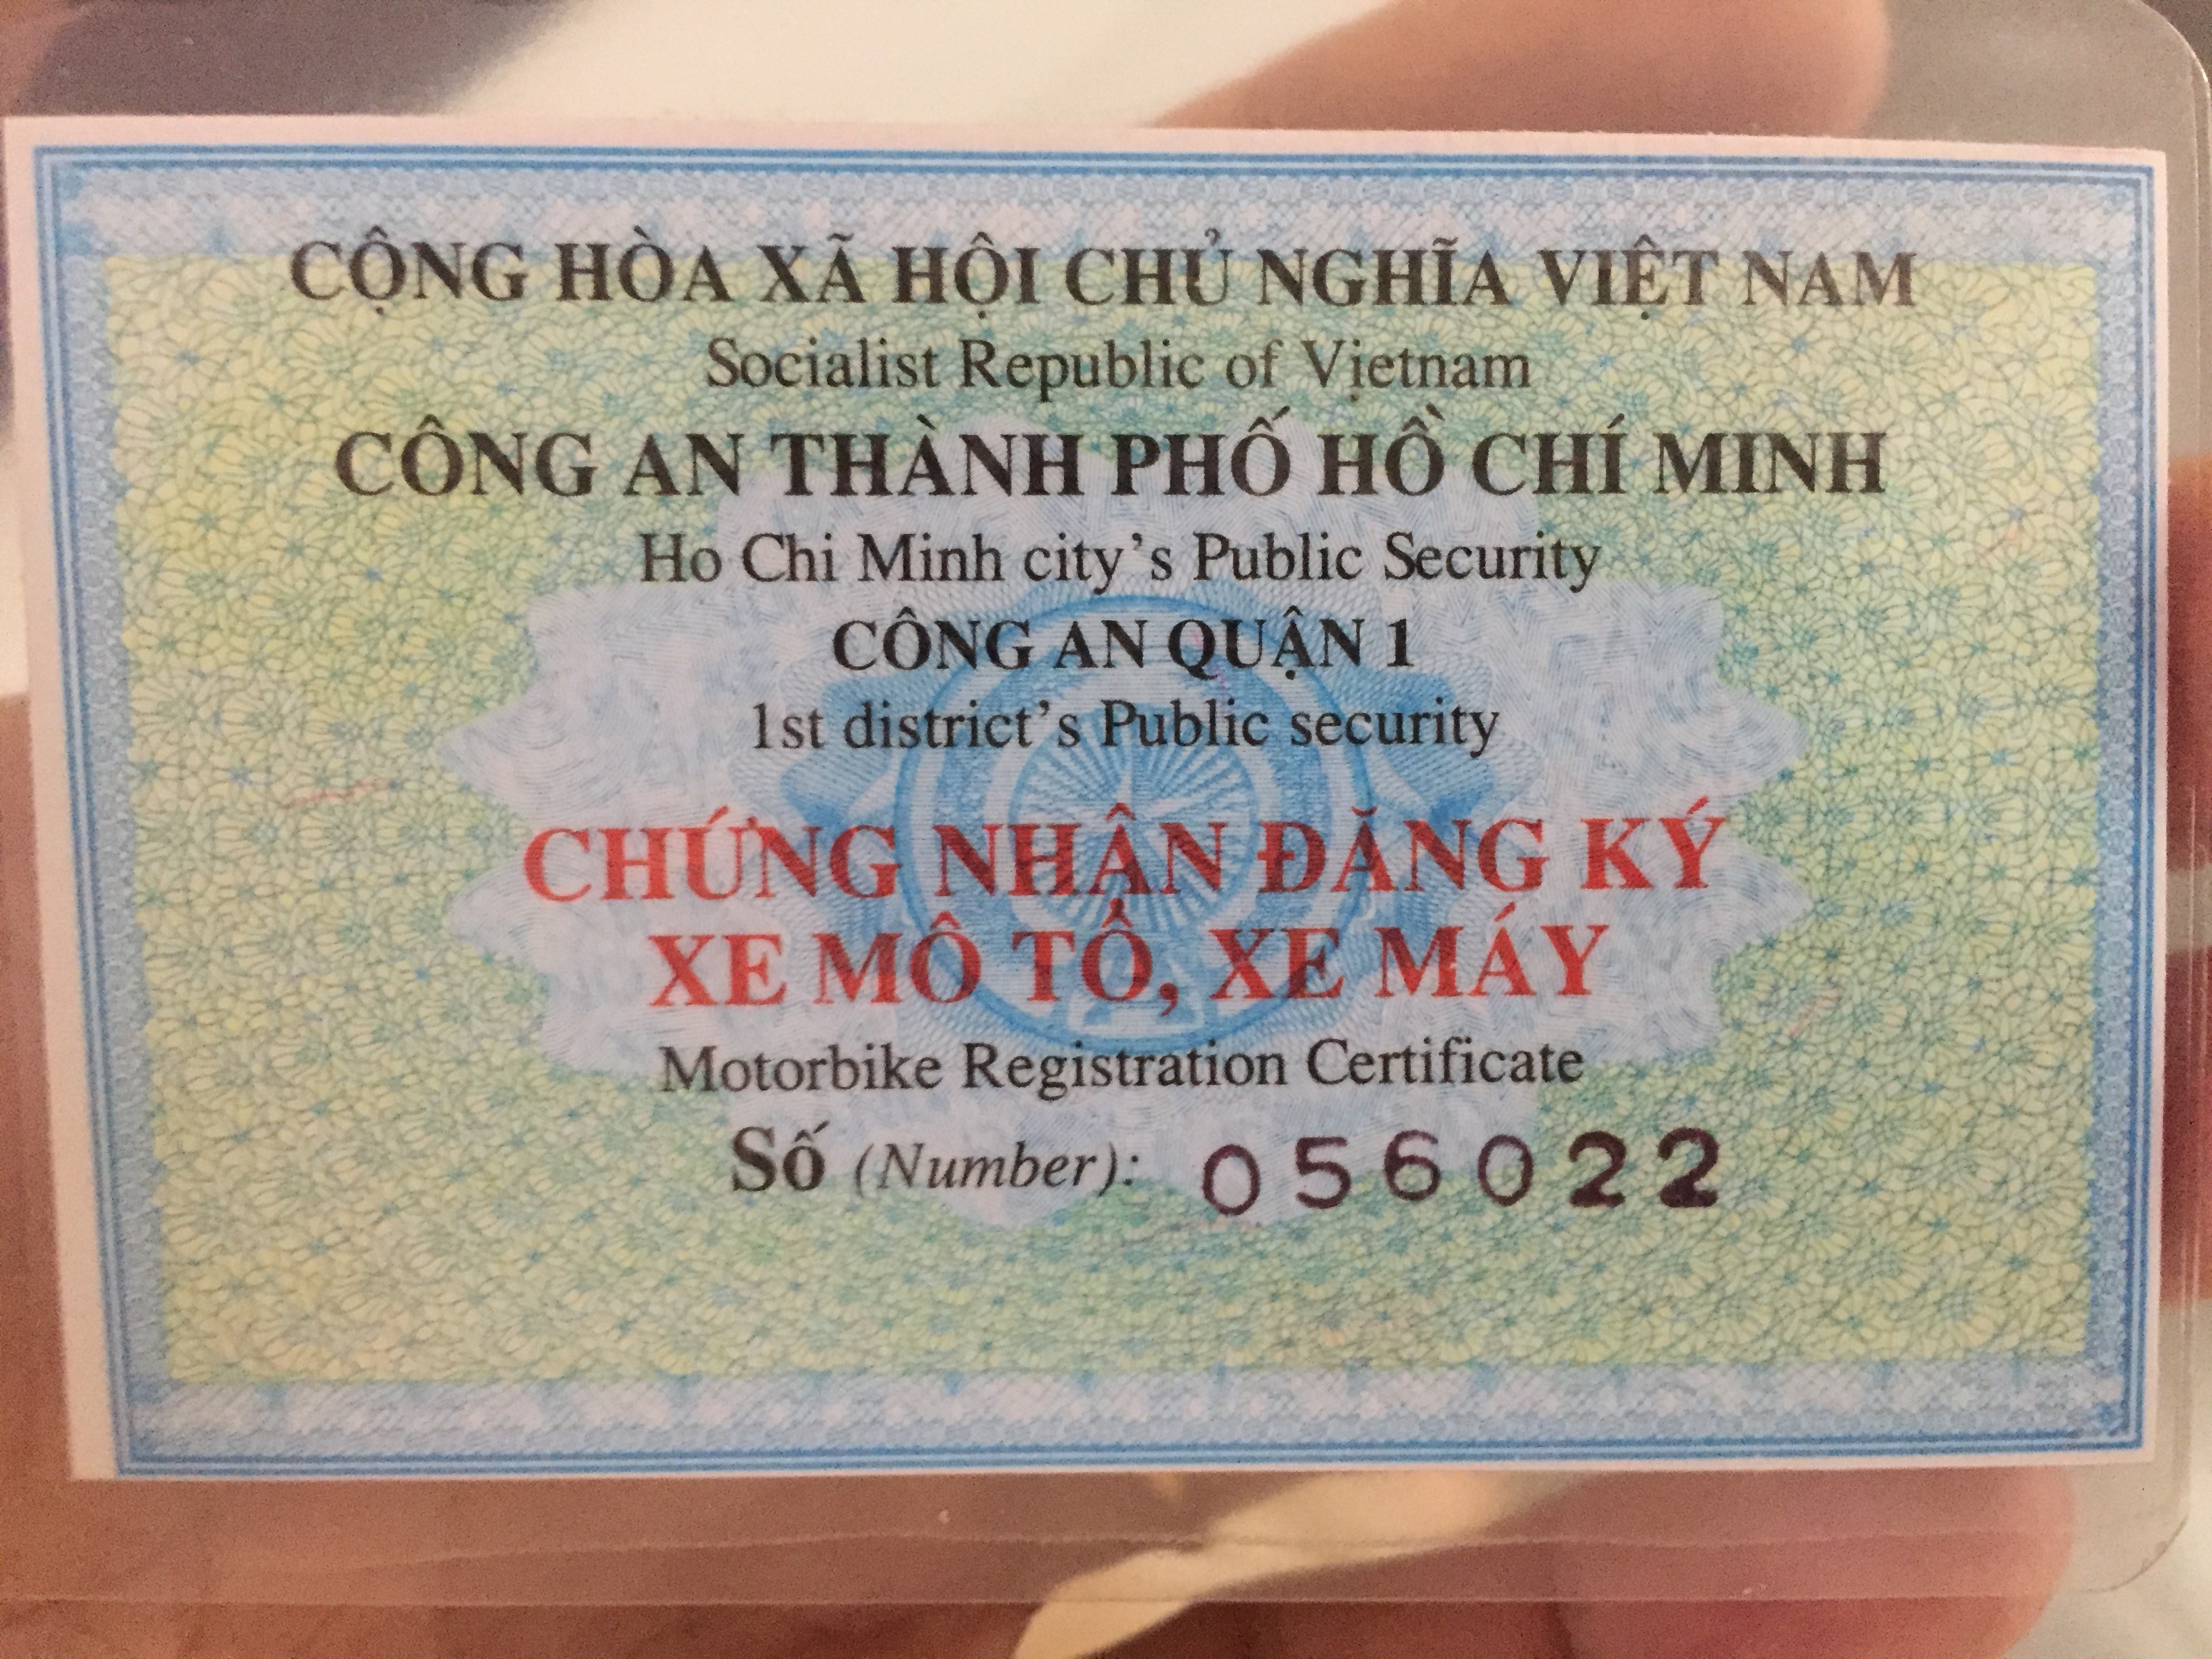 CỘNG HÒA XÃ HỘI CHỦ NGHĨA VIỆT NAM
Socialist Republic of Vietnam
CÔNG AN THÀNH PHỐ HỒ CHÍ MINH
Ho Chi Minh city's Public Security
CÔNG AN QUẬN 1
1st district's Public security
CHỨNG NHẬN ĐĂNG KÝ
XE MÔ TÔ, XE MÁY
Motorbike Registration Certificate
Số (Number): 056022